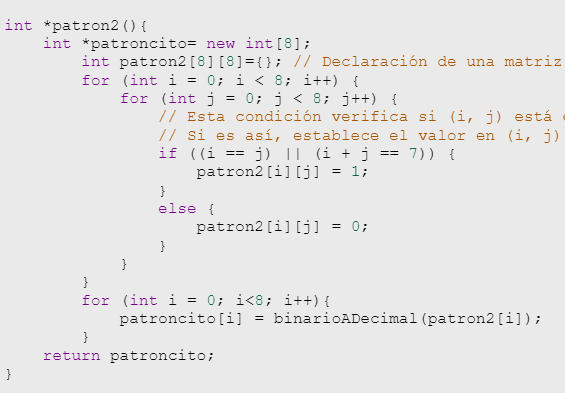 int *patron2(){
int *patroncito= new int[8];
int patron2[8][8]={}; // Declaración de una matriz
for (int i = 0; i < 8; i++) {
for (int j = 0; j < 8; j++) {
// Esta condición verifica si (i, j) está
// Si es así, establece el valor en (i, j)
if ((i == j) || (i + j == 7)) {
patron2[i][j] = 1;
}
else {
patron2[i][j] = 0;
}
}
}
for (int i = 0; i<8; i++){
patroncito[i] = binarioADecimal(patron2[i]);
}
return patroncito;
}